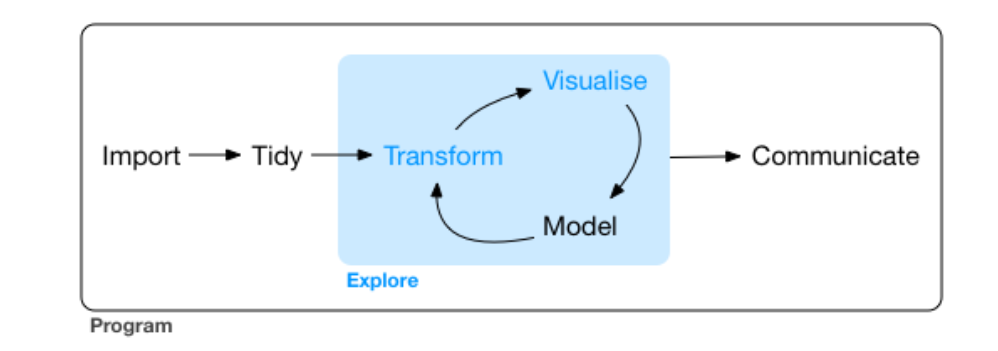 Visualise
Import
Tidy
Transform
Communicate
Model
Explore
Program